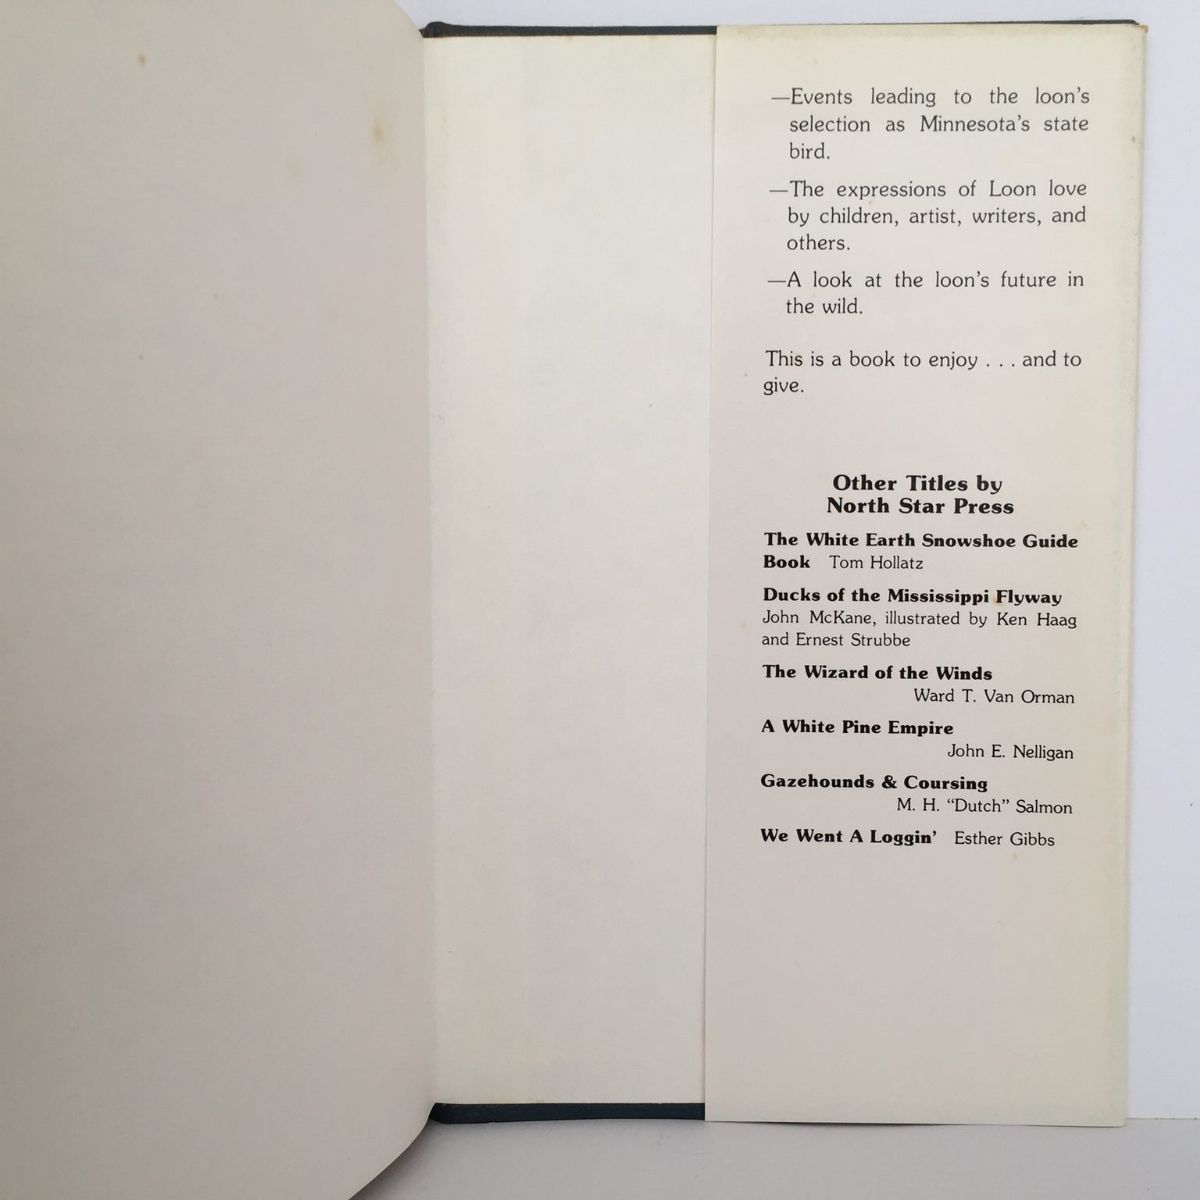 —Events leading to the loon's
selection as Minnesota's state
bird.
—The expressions of Loon love
by children, artist, writers, and
others.
—A look at the loon's future in
the wild.
This is a book to enjoy . . . and to
give.
Other Titles by
North Star Press
The White Earth Snowshoe Guide
Book Tom Hollatz
Ducks of the Mississippi Flyway
John McKane, illustrated by Ken Haag
and Ernest Strubbe
The Wizard of the Winds
Ward T. Van Orman
A White Pine Empire
John E. Nelligan
Gazehounds & Coursing
M. H. "Dutch" Salmon
We Went A Loggin' Esther Gibbs